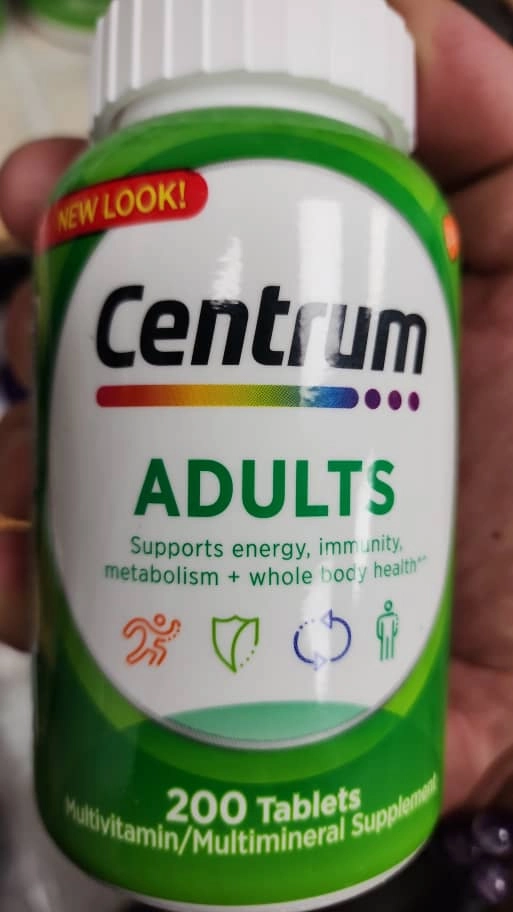 NEW LOOK!
Centrum
ADULTS
Supports energy, immunity,
metabolism + whole body health^^
200 Tablets
Multivitamin/Multimineral Supplement